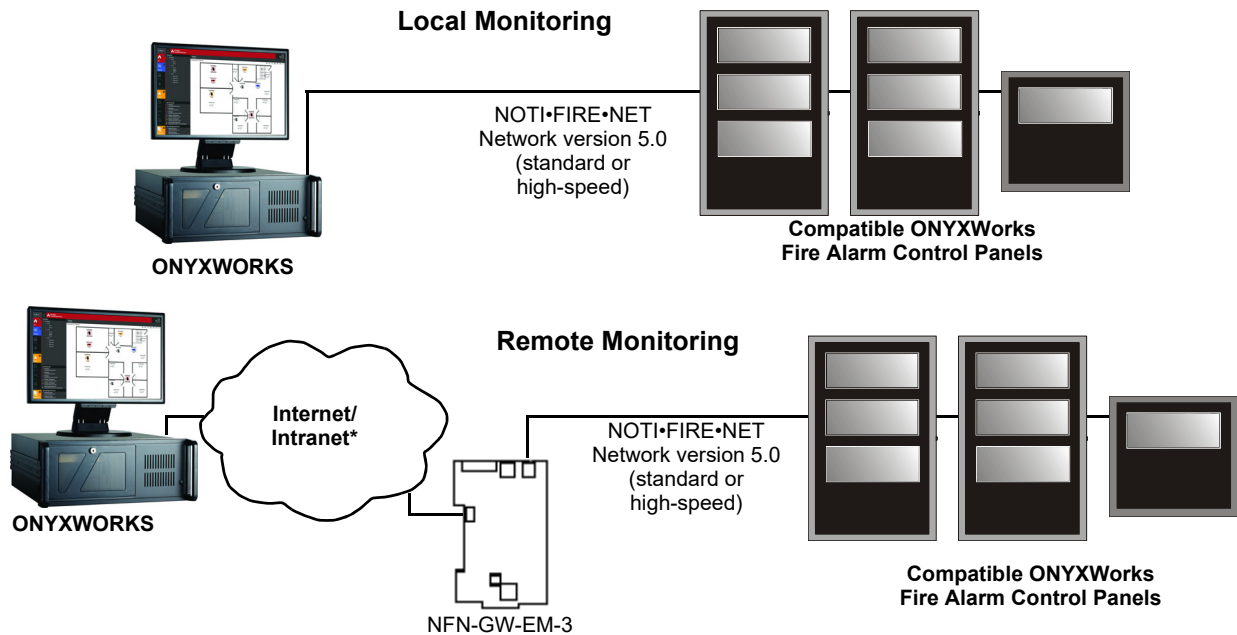 Local Monitoring
NOTI•FIRE•NET
Network version 5.0
(standard or
high-speed)
ONYXWORKS
Compatible ONYXWorks
Fire Alarm Control Panels
Remote Monitoring
Internet/
Intranet*
NOTI•FIRE•NET
Network version 5.0
(standard or
high-speed)
ONYXWORKS
NFN-GW-EM-3
Compatible ONYXWorks
Fire Alarm Control Panels